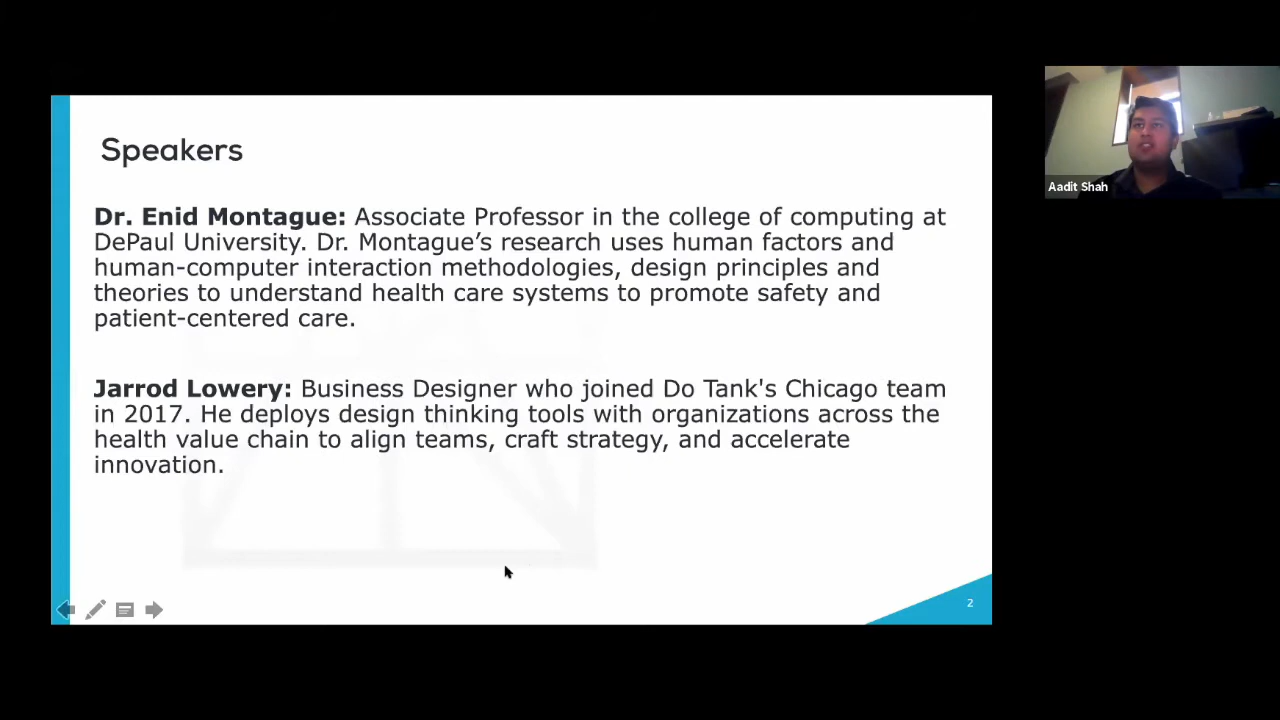 Speakers
Dr. Enid Montague: Associate Professor in the college of computing at
DePaul University. Dr. Montague’s research uses human factors and
human-computer interaction methodologies, design principles and
theories to understand health care systems to promote safety and
patient-centered care.
Jarrod Lowery: Business Designer who joined Do Tank's Chicago team
in 2017. He deploys design thinking tools with organizations across the
health value chain to align teams, craft strategy, and accelerate
innovation.
2
Aadit Shah